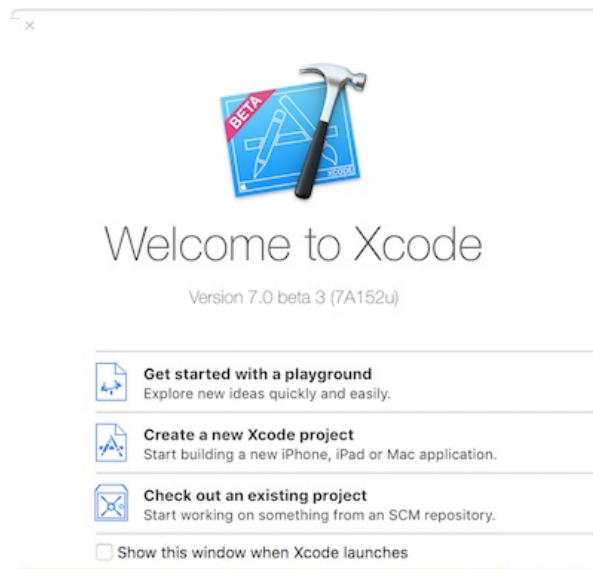 BETA
XCODE
Welcome to Xcode
Version 7.0 beta 3 (7A152u)
Get started with a playground
Explore new ideas quickly and easily.
Create a new Xcode project
Start building a new iPhone, iPad or Mac application.
Check out an existing project
Start working on something from an SCM repository.
Show this window when Xcode launches